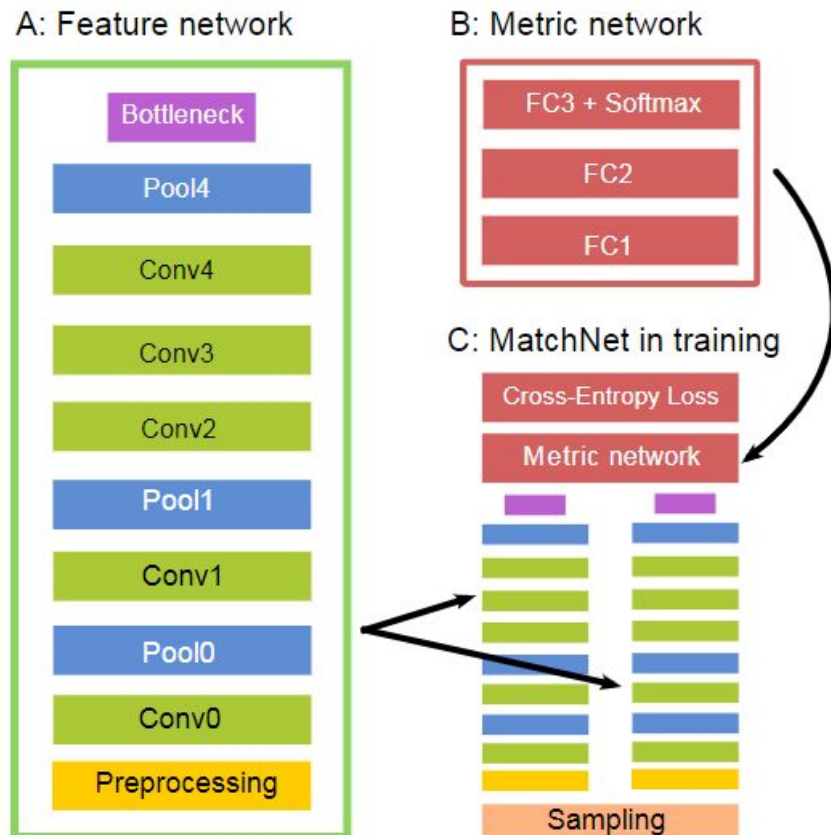 A: Feature network
Bottleneck
Pool4
Conv4
Conv3
Conv2
Pool1
Conv1
Pool0
Conv0
Preprocessing
B: Metric network
FC3 + Softmax
FC2
FC1
C: MatchNet in training
Cross-Entropy Loss
Metric network
Sampling